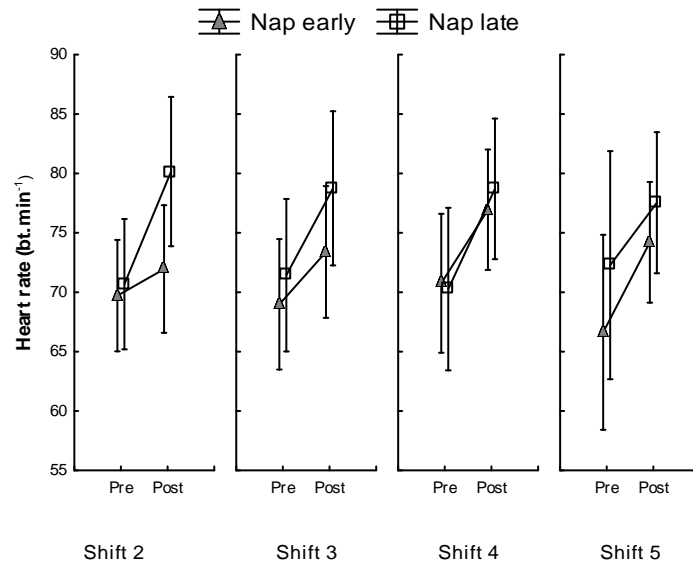 Nap early Nap late
90
85
80
75
70
65
60
55
Heart rate (bt.min⁻¹)
Pre Post Pre Post Pre Post Pre Post
Shift 2 Shift 3 Shift 4 Shift 5